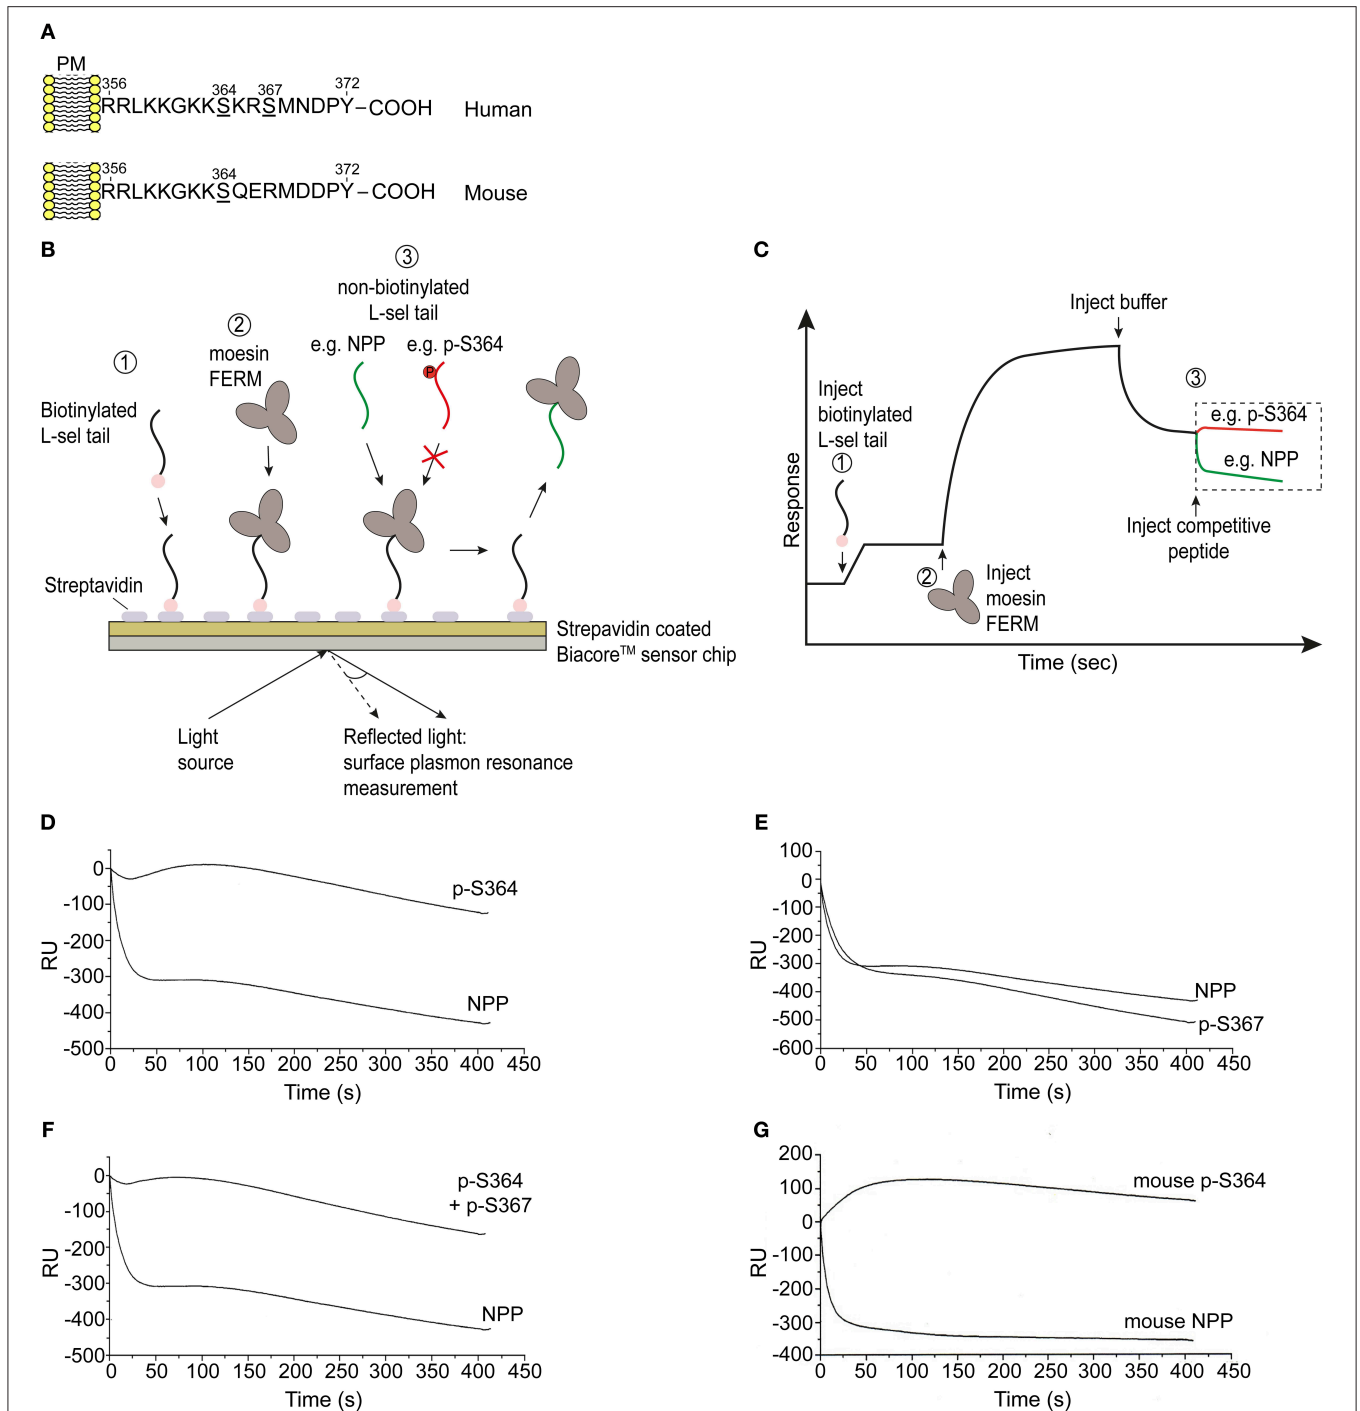 A
PM
356 364 367 372
RRLKKGKKSKRSMNDPY–COOH Human
356 364 372
RRLKKGKKSQERMDDPY–COOH Mouse
B
1
Biotinylated
L-sel tail
2
moesin
FERM
3
non-biotinylated
L-sel tail
e.g. NPP e.g. p-S364
P
Streptavidin
Strepavidin coated
Biacore™ sensor chip
Light
source
Reflected light:
surface plasmon resonance
measurement
C
Response
Inject
biotinylated
L-sel tail
1
2
Inject
moesin
FERM
Inject buffer
3
e.g. p-S364
e.g. NPP
Inject competitive
peptide
Time (sec)
D
RU
0
-100
-200
-300
-400
-500
p-S364
NPP
0 50 100 150 200 250 300 350 400 450
Time (s)
E
RU
100
0
-100
-200
-300
-400
-500
-600
NPP
p-S367
0 50 100 150 200 250 300 350 400 450
Time (s)
F
RU
0
-100
-200
-300
-400
-500
p-S364
+ p-S367
NPP
0 50 100 150 200 250 300 350 400 450
Time (s)
G
RU
200
100
0
-100
-200
-300
-400
mouse p-S364
mouse NPP
0 50 100 150 200 250 300 350 400 450
Time (s)